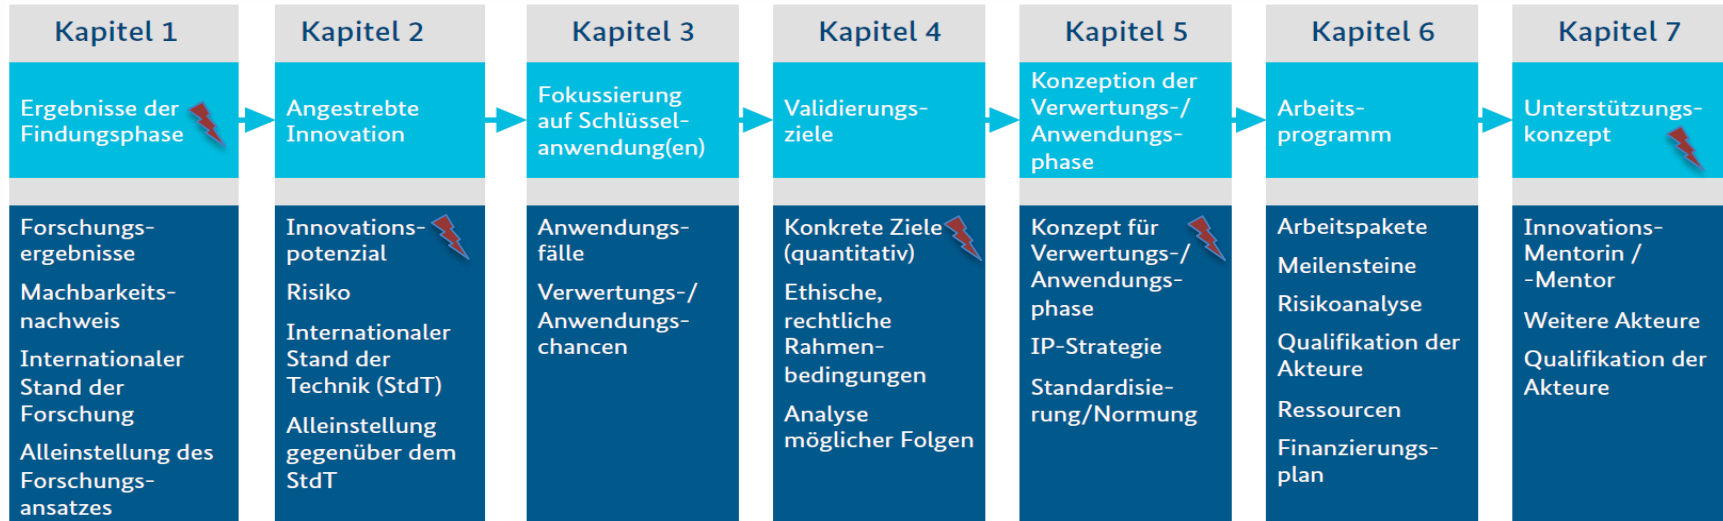 Kapitel 1
Ergebnisse der
Findungsphase
Forschungs-
ergebnisse
Machbarkeits-
nachweis
Internationaler
Stand der
Forschung
Alleinstellung des
Forschungs-
ansatzes
Kapitel 2
Angestrebte
Innovation
Innovations-
potenzial
Risiko
Internationaler
Stand der
Technik (StdT)
Alleinstellung
gegenüber dem
StdT
Kapitel 3
Fokussierung
auf Schlüssel-
anwendung(en)
Anwendungs-
fälle
Verwertungs-/
Anwendungs-
chancen
Kapitel 4
Validierungs-
ziele
Konkrete Ziele
(quantitativ)
Ethische,
rechtliche
Rahmen-
bedingungen
Analyse
möglicher Folgen
Kapitel 5
Konzeption der
Verwertungs-/
Anwendungs-
phase
Konzept für
Verwertungs-/
Anwendungs-
phase
IP-Strategie
Standardisie-
rung/Normung
Kapitel 6
Arbeits-
programm
Arbeitspakete
Meilensteine
Risikoanalyse
Qualifikation der
Akteure
Ressourcen
Finanzierungs-
plan
Kapitel 7
Unterstützungs-
konzept
Innovations-
Mentorin /
-Mentor
Weitere Akteure
Qualifikation der
Akteure